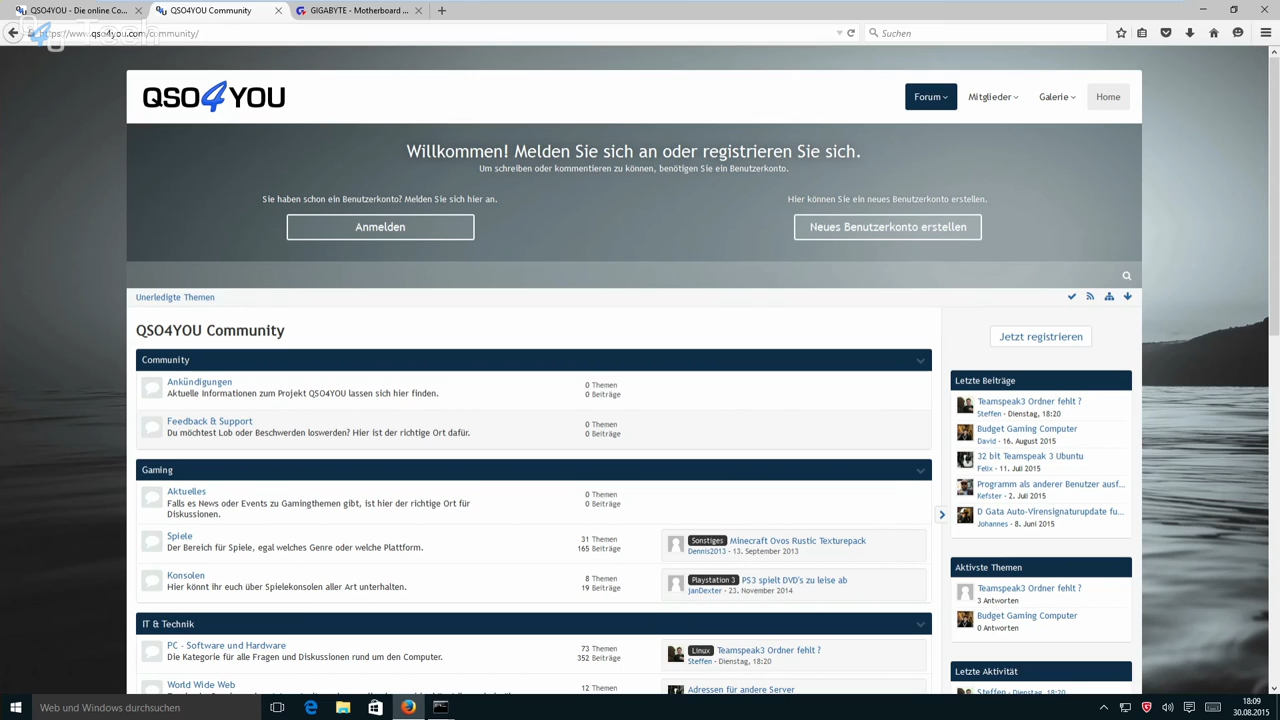 QSO4YOU - Die online Co...
QSO4YOU Community
GIGABYTE - Motherboard ...
https://www.qso4you.com/community/
Suchen
QSO4YOU
Forum
Mitglieder
Galerie
Home
Willkommen! Melden Sie sich an oder registrieren Sie sich.
Um schreiben oder kommentieren zu können, benötigen Sie ein Benutzerkonto.
Sie haben schon ein Benutzerkonto? Melden Sie sich hier an.
Hier können Sie ein neues Benutzerkonto erstellen.
Anmelden
Neues Benutzerkonto erstellen
Unerledigte Themen
QSO4YOU Community
Community
Ankündigungen
Aktuelle Informationen zum Projekt QSO4YOU lassen sich hier finden.
0 Themen
0 Beiträge
Feedback & Support
Du möchtest Lob oder Beschwerden loswerden? Hier ist der richtige Ort dafür.
0 Themen
0 Beiträge
Gaming
Aktuelles
Falls es News oder Events zu Gamingthemen gibt, ist hier der richtige Ort für
Diskussionen.
0 Themen
0 Beiträge
Spiele
Der Bereich für Spiele, egal welches Genre oder welche Plattform.
31 Themen
165 Beiträge
Sonstiges Minecraft Ovos Rustic Texturepack
Dennis2013 - 13. September 2013
Konsolen
Hier könnt ihr euch über Spielekonsolen aller Art unterhalten.
8 Themen
19 Beiträge
Playstation 3 PS3 spielt DVD's zu leise ab
JanDexter - 23. November 2014
IT & Technik
PC - Software und Hardware
Die Kategorie für alle Fragen und Diskussionen rund um den Computer.
73 Themen
352 Beiträge
Linux Teamspeak3 Ordner fehlt ?
Steffen - Dienstag, 18:20
World Wide Web
12 Themen
Adressen für andere Server
Jetzt registrieren
Letzte Beiträge
Teamspeak3 Ordner fehlt ?
Steffen - Dienstag, 18:20
Budget Gaming Computer
David - 16. August 2015
32 bit Teamspeak 3 Ubuntu
Felix - 11. Juli 2015
Programm als anderer Benutzer ausf...
Kefster - 2. Juli 2015
D Gata Auto-Virensignaturupdate fu...
Johannes - 8. Juni 2015
Aktivste Themen
Teamspeak3 Ordner fehlt ?
3 Antworten
Budget Gaming Computer
0 Antworten
Letzte Aktivität
Steffen - Dienstag, 18:20
Web und Windows durchsuchen
18:09
30.08.2015